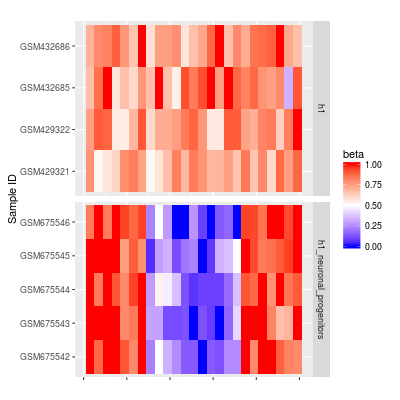 GSM432686
GSM432685
GSM429322
GSM429321
h1
GSM675546
GSM675545
GSM675544
GSM675543
GSM675542
h1_neuronal_progenitors
Sample ID
beta
1.00
0.75
0.50
0.25
0.00